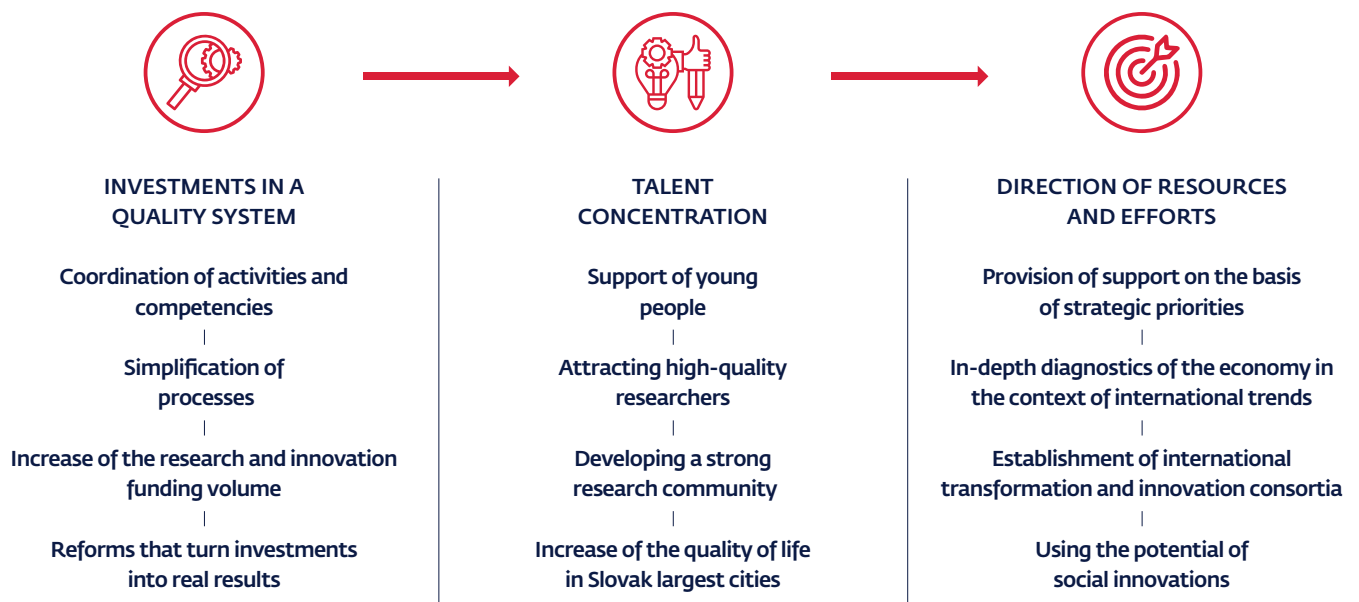 INVESTMENTS IN A
QUALITY SYSTEM
Coordination of activities and
competencies
Simplification of
processes
Increase of the research and innovation
funding volume
Reforms that turn investments
into real results
TALENT
CONCENTRATION
Support of young
people
Attracting high-quality
researchers
Developing a strong
research community
Increase of the quality of life
in Slovak largest cities
DIRECTION OF RESOURCES
AND EFFORTS
Provision of support on the basis
of strategic priorities
In-depth diagnostics of the economy in
the context of international trends
Establishment of international
transformation and innovation consortia
Using the potential of
social innovations